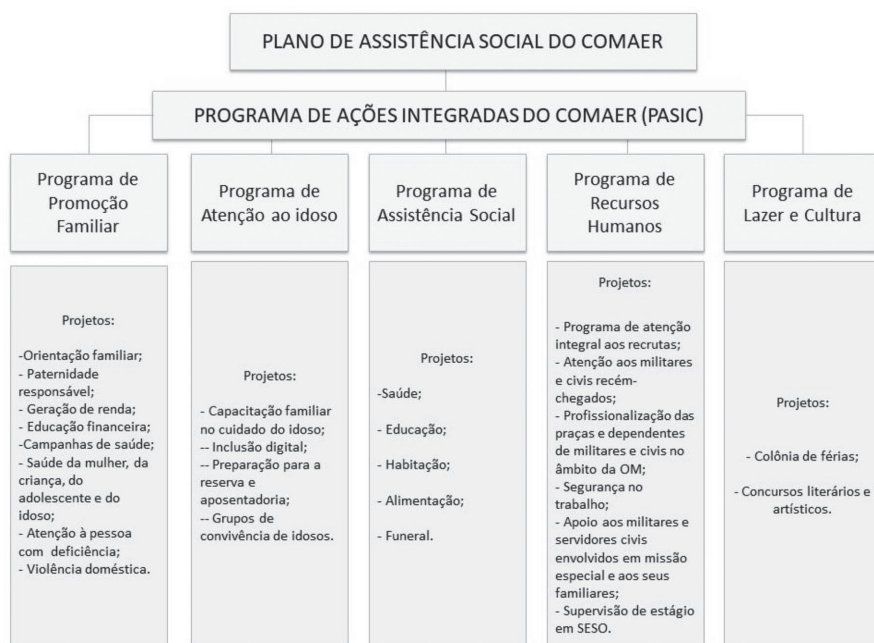 PLANO DE ASSISTÊNCIA SOCIAL DO COMAER
PROGRAMA DE AÇÕES INTEGRADAS DO COMAER (PASIC)
Programa de
Promoção
Familiar
Projetos:
-Orientação familiar;
- Paternidade
responsável;
- Geração de renda;
- Educação financeira;
-Campanhas de saúde;
- Saúde da mulher, da
criança, do
adolescente e do
idoso;
- Atenção à pessoa
com deficiência;
- Violência doméstica.
Programa de
Atenção ao idoso
Projetos:
- Capacitação familiar
no cuidado do idoso;
-- Inclusão digital;
-- Preparação para a
reserva e
aposentadoria;
-- Grupos de
convivência de idosos.
Programa de
Assistência Social
Projetos:
-Saúde;
- Educação;
- Habitação;
- Alimentação;
- Funeral.
Programa de
Recursos
Humanos
Projetos:
- Programa de atenção
integral aos recrutas;
- Atenção aos militares
e civis recém-
chegados;
- Profissionalização das
praças e dependentes
de militares e civis no
âmbito da OM;
- Segurança no
trabalho;
- Apoio aos militares e
servidores civis
envolvidos em missão
especial e aos seus
familiares;
- Supervisão de estágio
em SESO.
Programa de
Lazer e Cultura
Projetos:
- Colônia de férias;
- Concursos literários e
artísticos.